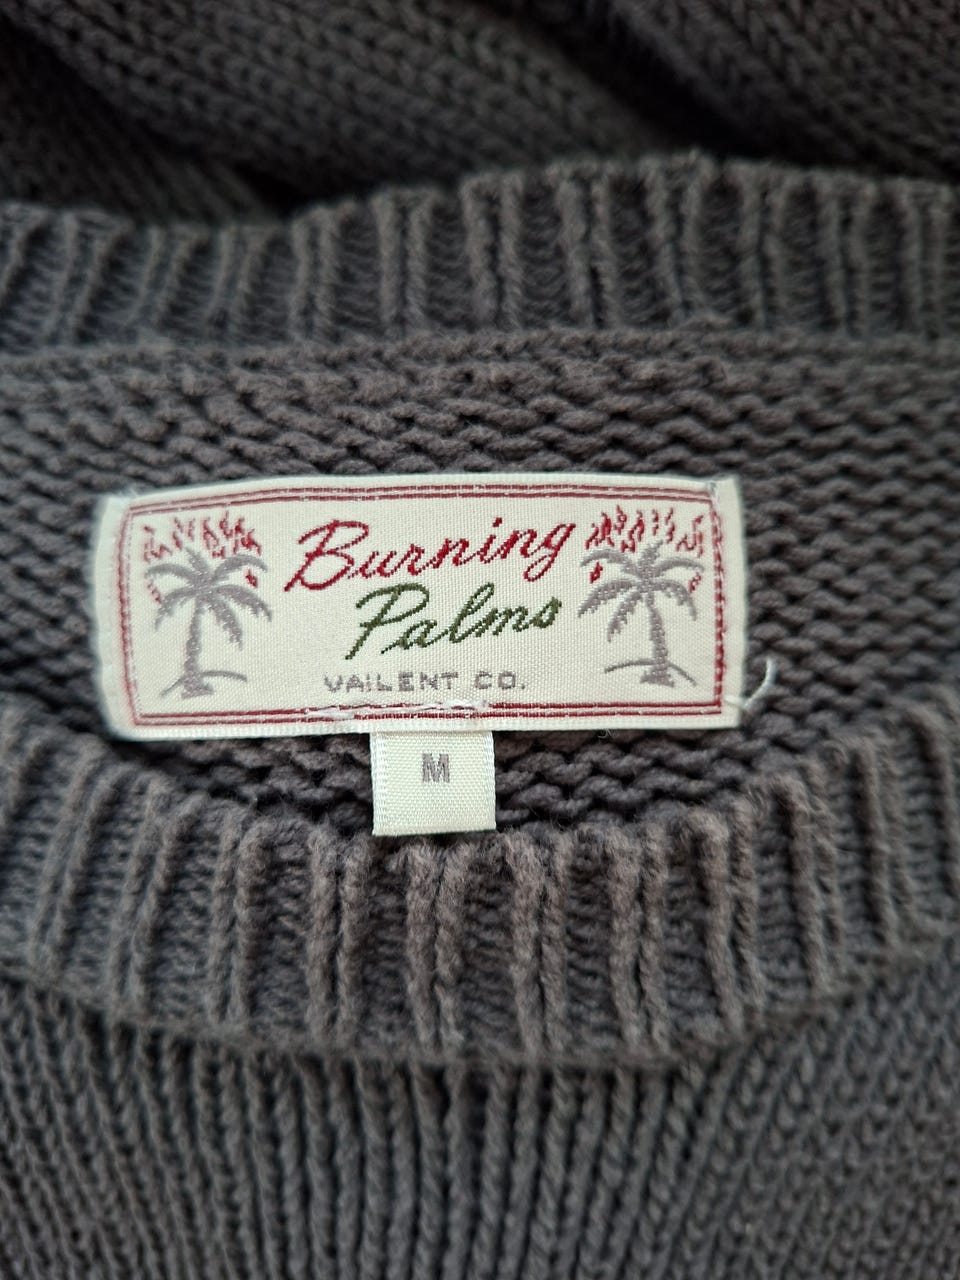 Burning
Palms
VAILENT CO.
M